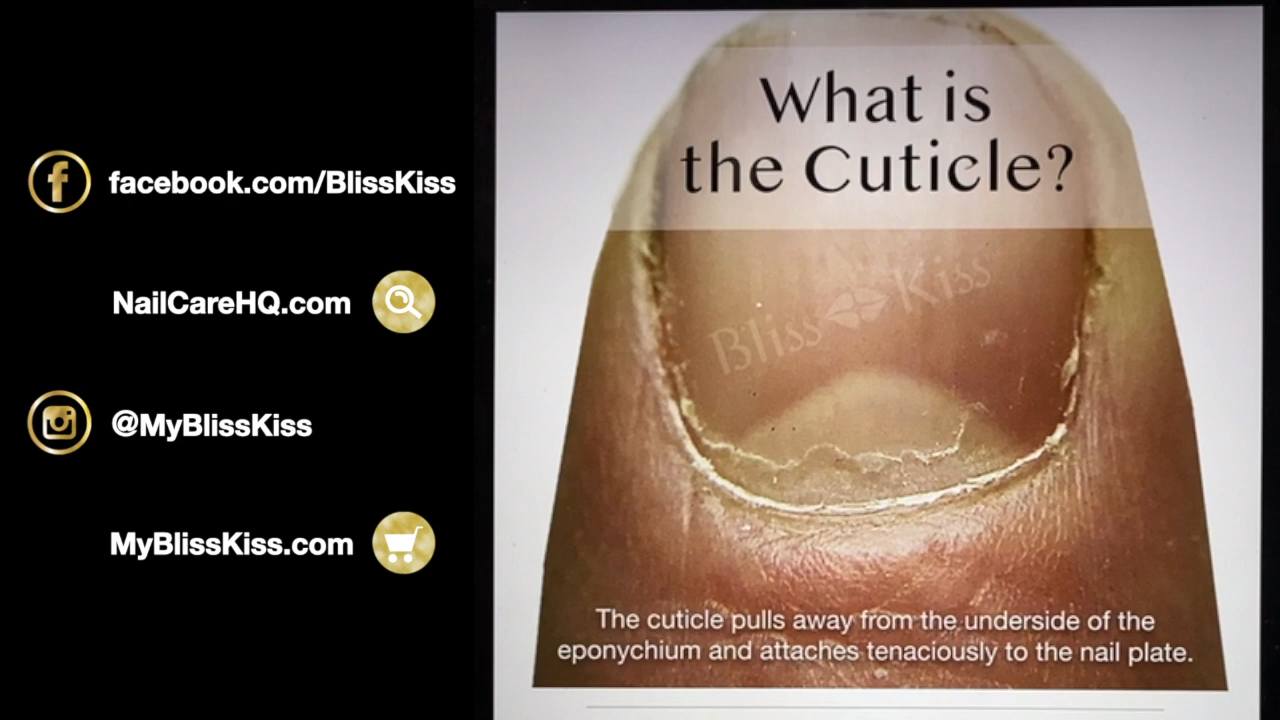 facebook.com/BlissKiss
NailCareHQ.com
@MyBlissKiss
MyBlissKiss.com
What is
the Cuticle?
Bliss Kiss
The cuticle pulls away from the underside of the
eponychium and attaches tenaciously to the nail plate.